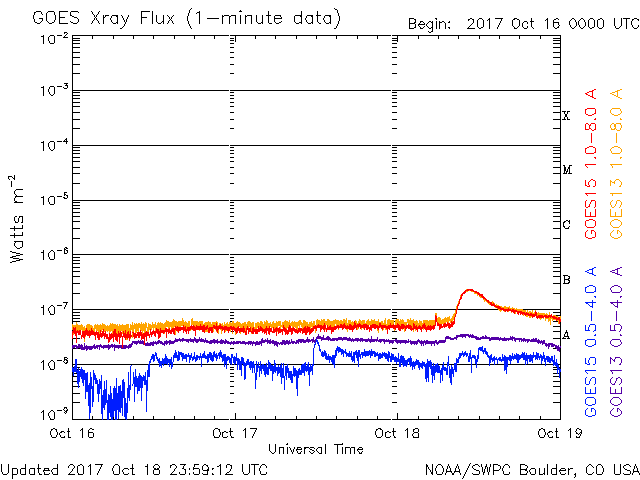 GOES Xray Flux (1-minute data)
Begin: 2017 Oct 16 0000 UTC
10⁻²
10⁻³
10⁻⁴
10⁻⁵
10⁻⁶
10⁻⁷
10⁻⁸
10⁻⁹
Watts m⁻²
X
M
C
B
A
GOES15 1.0-8.0 A
GOES13 1.0-8.0 A
GOES15 0.5-4.0 A
GOES13 0.5-4.0 A
Oct 16 Oct 17 Oct 18 Oct 19
Universal Time
Updated 2017 Oct 18 23:59:12 UTC
NOAA/SWPC Boulder, CO USA